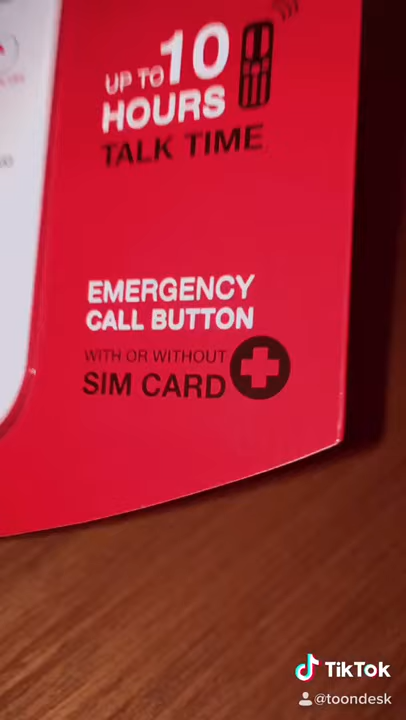 UP TO 10
HOURS
TALK TIME
EMERGENCY
CALL BUTTON
WITH OR WITHOUT
SIM CARD
TikTok
@toondesk